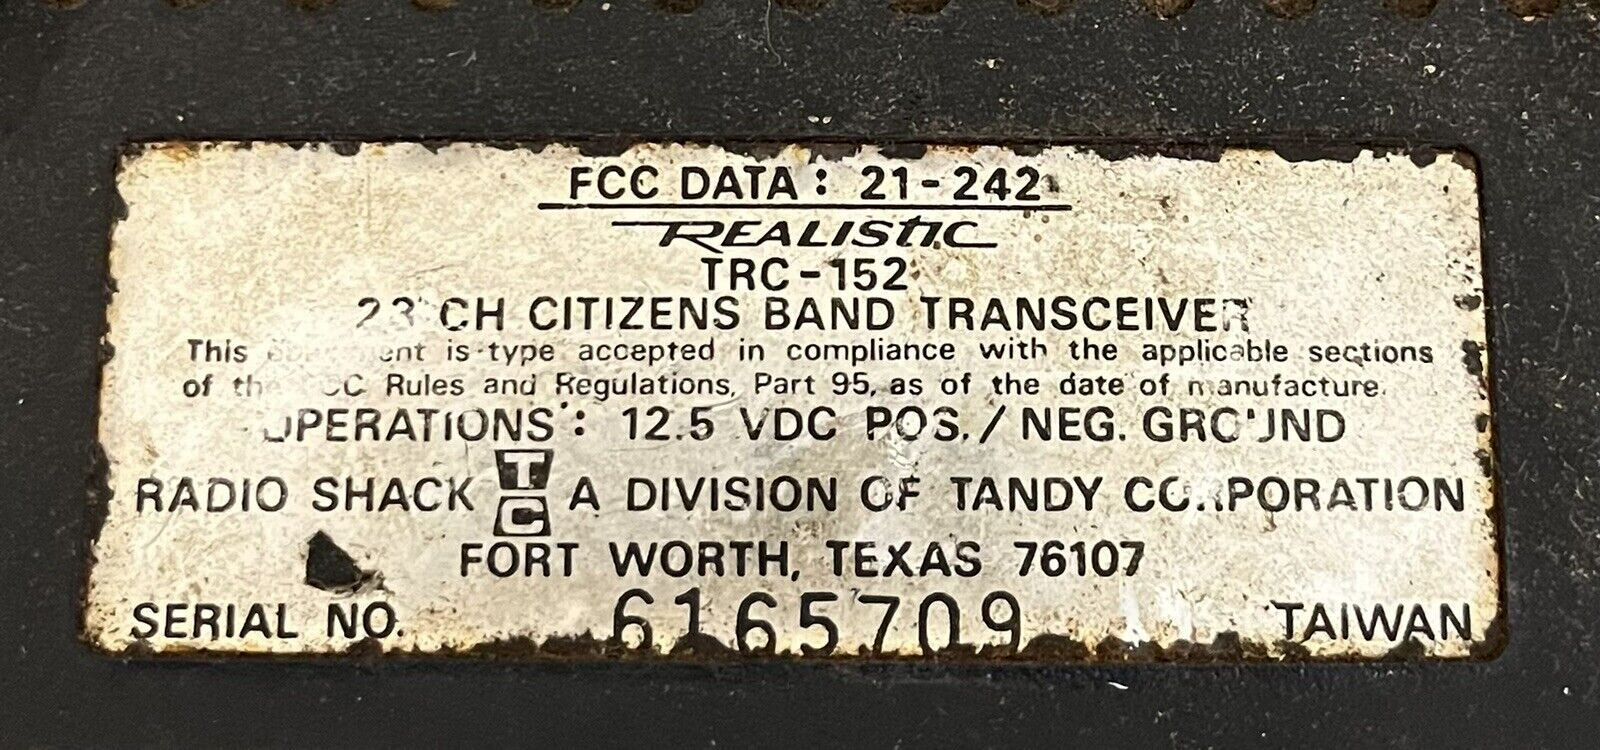 FCC DATA: 21-242
REALISTIC
TRC-152
23 CH CITIZENS BAND TRANSCEIVER
This equipment is type accepted in compliance with the applicable sections
of the FCC Rules and Regulations, Part 95, as of the date of manufacture.
OPERATIONS: 12.5 VDC POS./NEG. GROUND
RADIO SHACK TC A DIVISION OF TANDY CORPORATION
FORT WORTH, TEXAS 76107
SERIAL NO. 6165709 TAIWAN